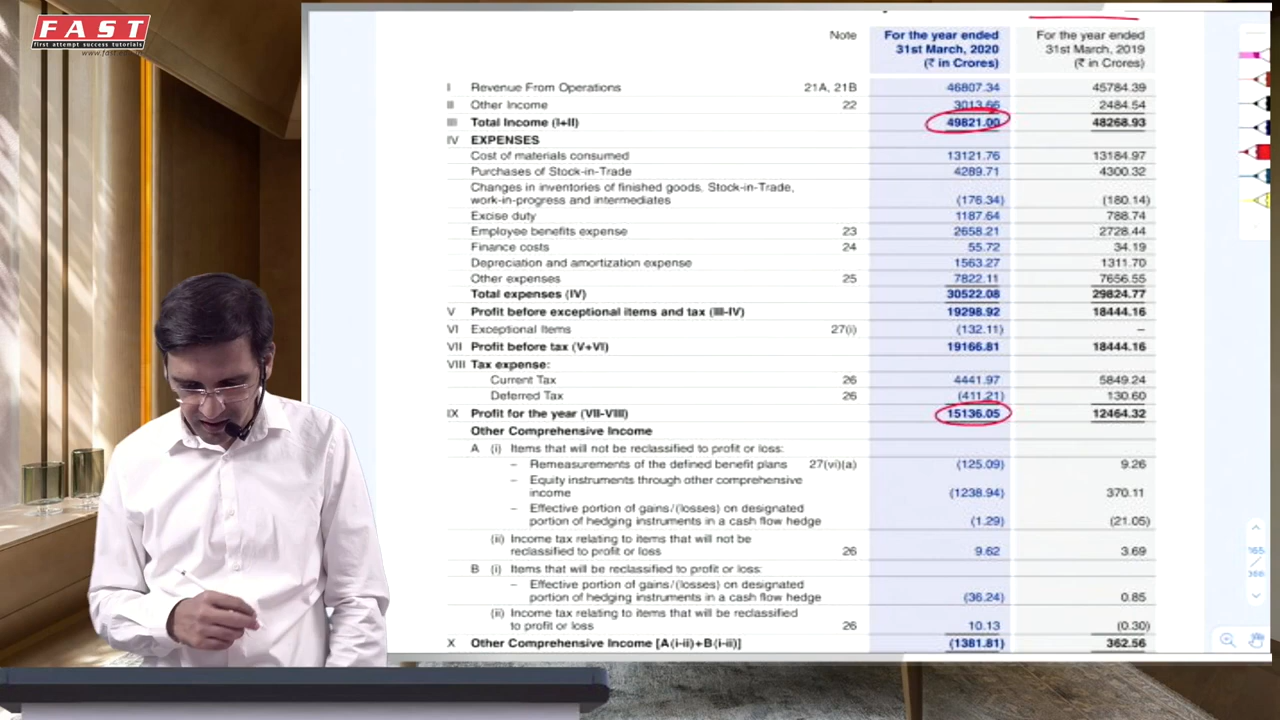 FAST
first attempt success tutorials
Note
For the year ended
31st March, 2020
(₹ in Crores)
For the year ended
31st March, 2019
(₹ in Crores)
I Revenue From Operations 21A, 21B 46807.34 45784.39
II Other Income 22 3013.66 2484.54
III Total Income (I+II) 49821.00 48268.93
IV EXPENSES
Cost of materials consumed 13121.76 13184.97
Purchases of Stock-in-Trade 4289.71 4300.32
Changes in inventories of finished goods, Stock-in-Trade,
work-in-progress and intermediates (176.34) (180.14)
Excise duty 1187.64 788.74
Employee benefits expense 23 2658.21 2728.44
Finance costs 24 55.72 34.19
Depreciation and amortization expense 1563.27 1311.70
Other expenses 25 7822.11 7656.55
Total expenses (IV) 30522.08 29824.77
V Profit before exceptional items and tax (III-IV) 19298.92 18444.16
VI Exceptional Items 27(i) (132.11) –
VII Profit before tax (V+VI) 19166.81 18444.16
VIII Tax expense:
Current Tax 26 4441.97 5849.24
Deferred Tax 26 (411.21) 130.60
IX Profit for the year (VII-VIII) 15136.05 12464.32
Other Comprehensive Income
A (i) Items that will not be reclassified to profit or loss:
– Remeasurements of the defined benefit plans 27(vi)(a) (125.09) 9.26
– Equity instruments through other comprehensive
income (1238.94) 370.11
– Effective portion of gains/(losses) on designated
portion of hedging instruments in a cash flow hedge (1.29) (21.05)
(ii) Income tax relating to items that will not be
reclassified to profit or loss 26 9.62 3.69
B (i) Items that will be reclassified to profit or loss:
– Effective portion of gains/(losses) on designated
portion of hedging instruments in a cash flow hedge (36.24) 0.85
(ii) Income tax relating to items that will be reclassified
to profit or loss 26 10.13 (0.30)
X Other Comprehensive Income [A(i-ii)+B(i-ii)] (1381.81) 362.56
165
/
366